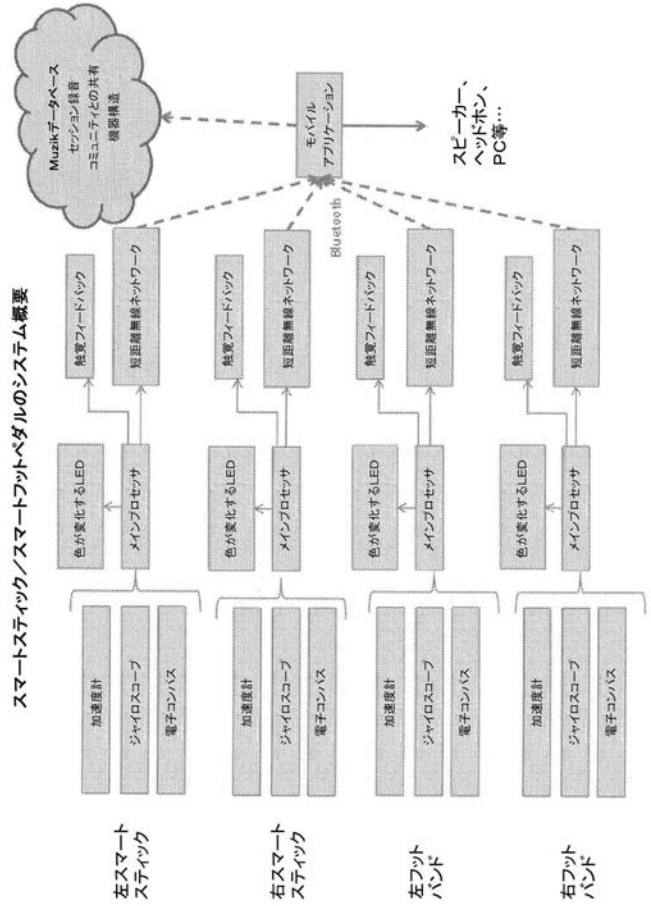 スマートスティック／スマートフットペダルのシステム概要
左スマート
スティック
加速度計
ジャイロスコープ
電子コンパス
色が変化するLED
メインプロセッサ
触覚フィードバック
短距離無線ネットワーク
右スマート
スティック
加速度計
ジャイロスコープ
電子コンパス
色が変化するLED
メインプロセッサ
触覚フィードバック
短距離無線ネットワーク
左フット
バンド
加速度計
ジャイロスコープ
電子コンパス
色が変化するLED
メインプロセッサ
触覚フィードバック
短距離無線ネットワーク
右フット
バンド
加速度計
ジャイロスコープ
電子コンパス
色が変化するLED
メインプロセッサ
触覚フィードバック
短距離無線ネットワーク
Bluetooth
Muzikデータベース
セッション録音
コミュニティとの共有
機器構造
モバイル
アプリケーション
スピーカー、
ヘッドホン、
PC等…